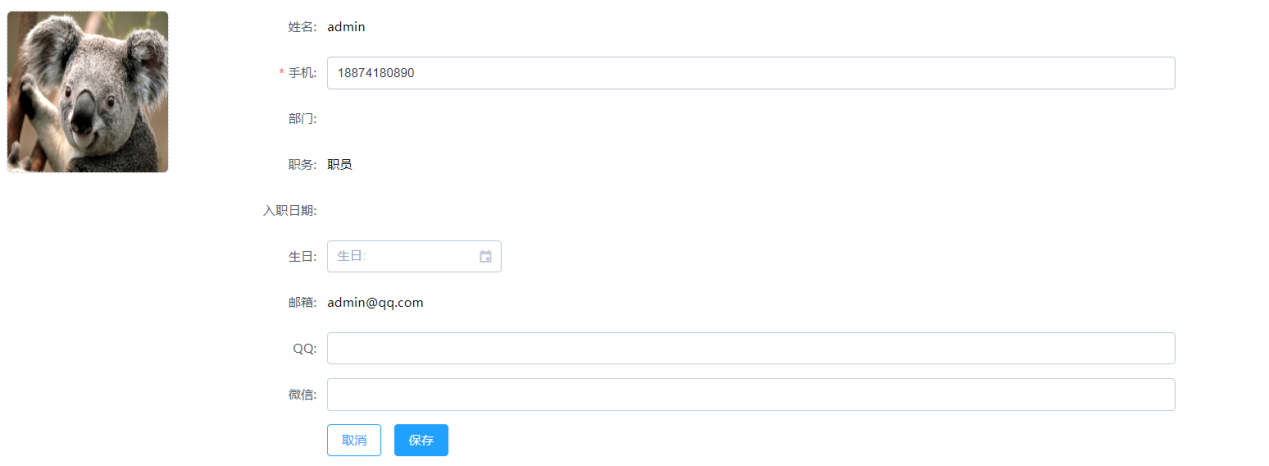 姓名: admin
* 手机: 18874180890
部门:
职务: 职员
入职日期:
生日: 生日:
邮箱: admin@qq.com
QQ:
微信:
取消 保存